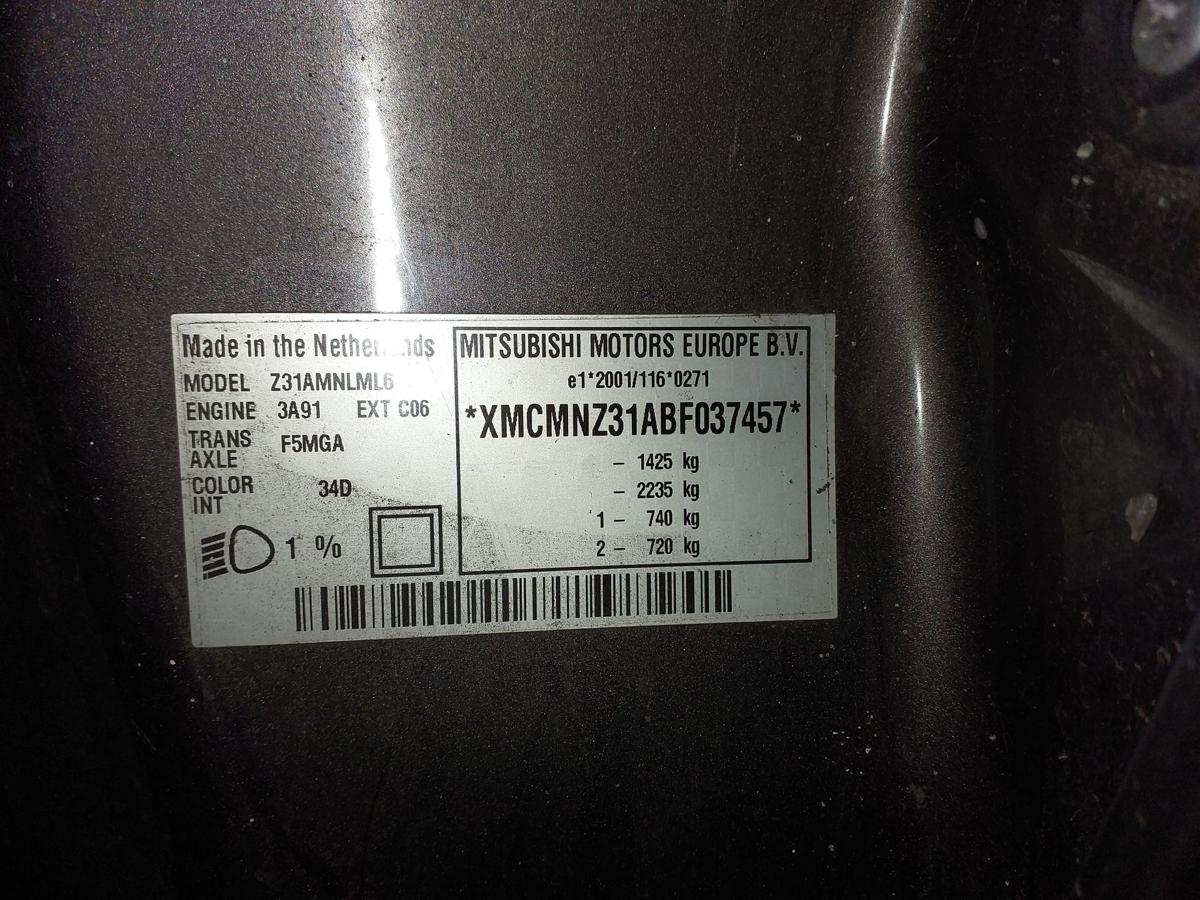 Made in the Netherlands
MODEL Z31AMNLML6
ENGINE 3A91 EXT C06
TRANS AXLE F5MGA
COLOR INT 34D
1 %
MITSUBISHI MOTORS EUROPE B.V.
e1*2001/116*0271
*XMCMNZ31ABF037457*
– 1425 kg
– 2235 kg
1 – 740 kg
2 – 720 kg